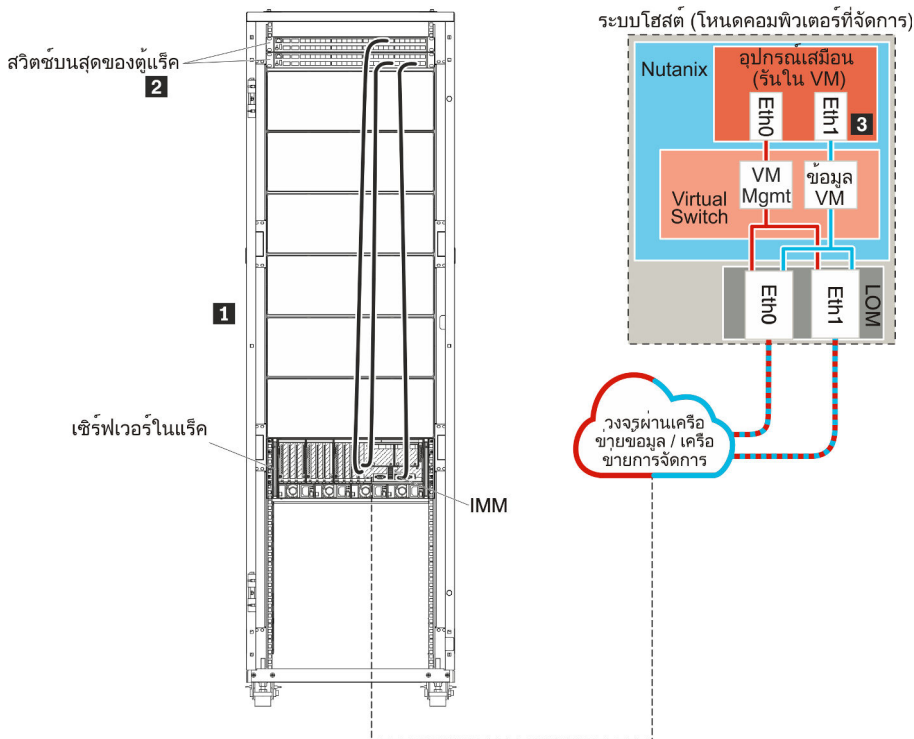 ระบบโฮสต์ (โหนดคอมพิวเตอร์ที่จัดการ)
สวิตช์บนสุดของตู้แร็ค
2
Nutanix
อุปกรณ์เสมือน
(รันใน VM)
Eth0
Eth1
3
VM
Mgmt
ข้อมูล
VM
Virtual
Switch
Eth0
Eth1
LOM
1
วงจรผ่านเครือ
ข่ายข้อมูล / เครือ
ข่ายการจัดการ
เซิร์ฟเวอร์ในแร็ค
IMM